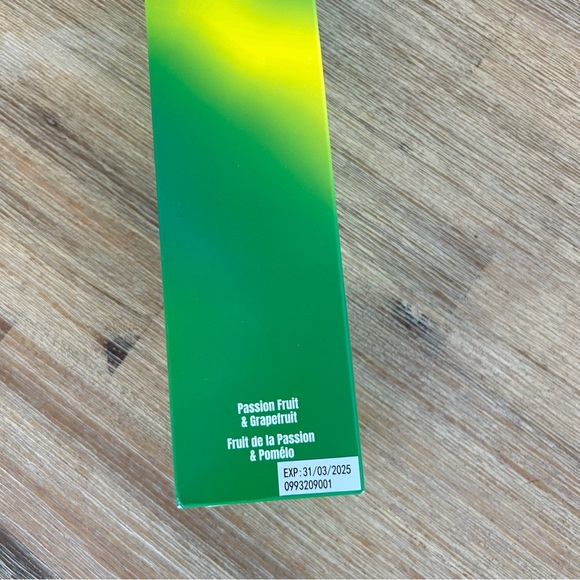 Passion Fruit
& Grapefruit
Fruit de la Passion
& Pomélo
EXP:31/03/2025
0993209001